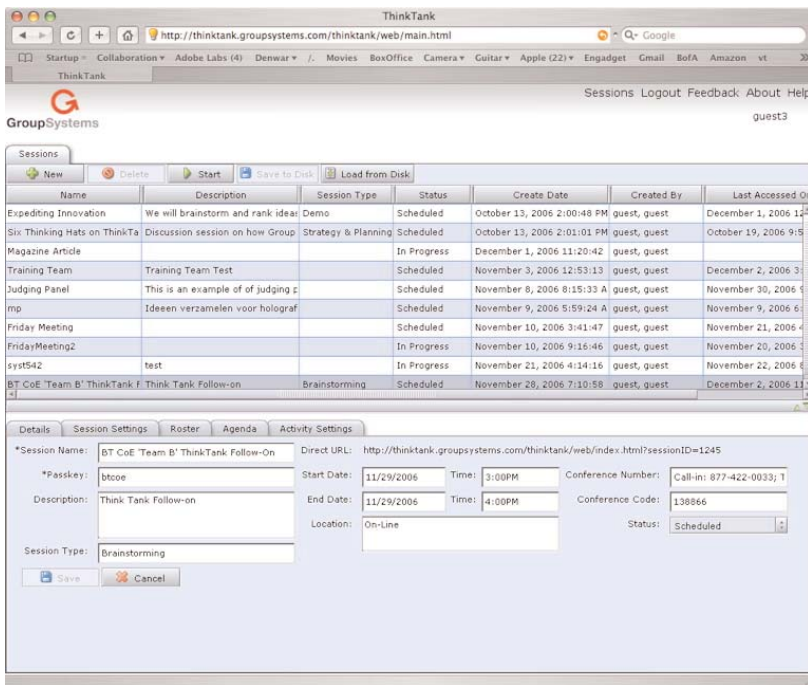 ThinkTank
http://thinktank.groupsystems.com/thinktank/web/main.html
Google
Startup Collaboration Adobe Labs (4) Denwar /. Movies BoxOffice Camera Guitar Apple (22) Engadget Gmail BofA Amazon vt
ThinkTank
Sessions Logout Feedback About Help
G
GroupSystems
guest3
Sessions
New Delete Start Save to Disk Load from Disk
Name Description Session Type Status Create Date Created By Last Accessed O
Expediting Innovation We will brainstorm and rank ideas Demo Scheduled October 13, 2006 2:00:48 PM guest, guest December 1, 2006 12
Six Thinking Hats on ThinkTa Discussion session on how Group Strategy & Planning Scheduled October 13, 2006 2:01:01 PM guest, guest October 19, 2006 9:5
Magazine Article In Progress December 1, 2006 11:20:42 guest, guest
Training Team Training Team Test Scheduled November 3, 2006 12:53:13 guest, guest December 2, 2006 3:
Judging Panel This is an example of of judging p Scheduled November 8, 2006 8:15:33 A guest, guest November 30, 2006
mp Ideeen verzamelen voor holograf Scheduled November 9, 2006 5:59:24 A guest, guest November 9, 2006 6:
Friday Meeting Scheduled November 10, 2006 3:41:47 guest, guest November 21, 2006
FridayMeeting2 In Progress November 10, 2006 9:16:46 guest, guest November 20, 2006
syst542 test In Progress November 21, 2006 4:14:16 guest, guest November 22, 2006
BT CoE 'Team B' ThinkTank F Think Tank Follow-on Brainstorming Scheduled November 28, 2006 7:10:58 guest, guest December 2, 2006 11
Details Session Settings Roster Agenda Activity Settings
*Session Name: BT CoE 'Team B' ThinkTank Follow-On Direct URL: http://thinktank.groupsystems.com/thinktank/web/index.html?sessionID=1245
*Passkey: btcoe Start Date: 11/29/2006 Time: 3:00PM Conference Number: Call-in: 877-422-0033; T
Description: Think Tank Follow-on End Date: 11/29/2006 Time: 4:00PM Conference Code: 138866
Location: On-Line Status: Scheduled
Session Type: Brainstorming
Save Cancel